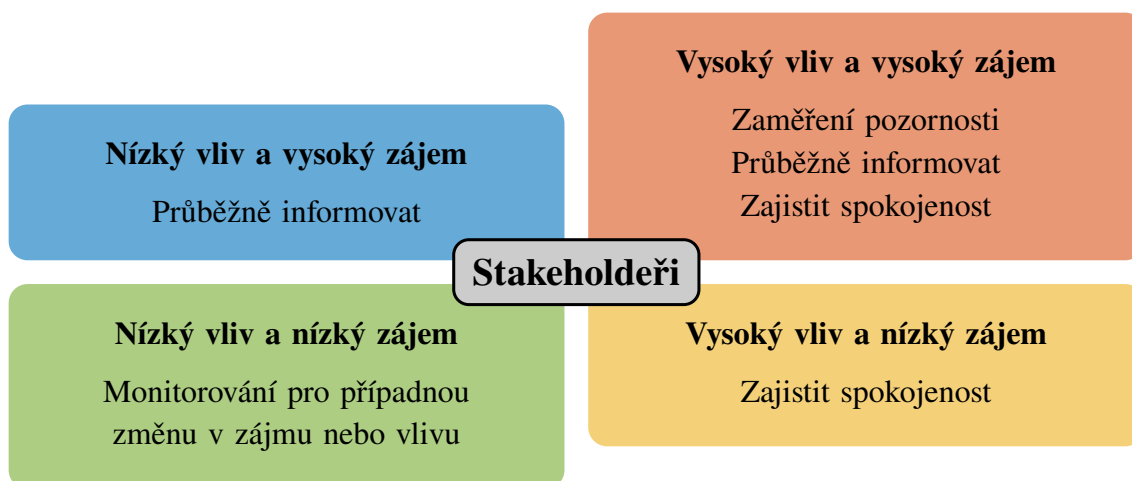 Nízký vliv a vysoký zájem
Průběžně informovat
Vysoký vliv a vysoký zájem
Zaměření pozornosti
Průběžně informovat
Zajistit spokojenost
Stakeholdeři
Nízký vliv a nízký zájem
Monitorování pro případnou
změnu v zájmu nebo vlivu
Vysoký vliv a nízký zájem
Zajistit spokojenost